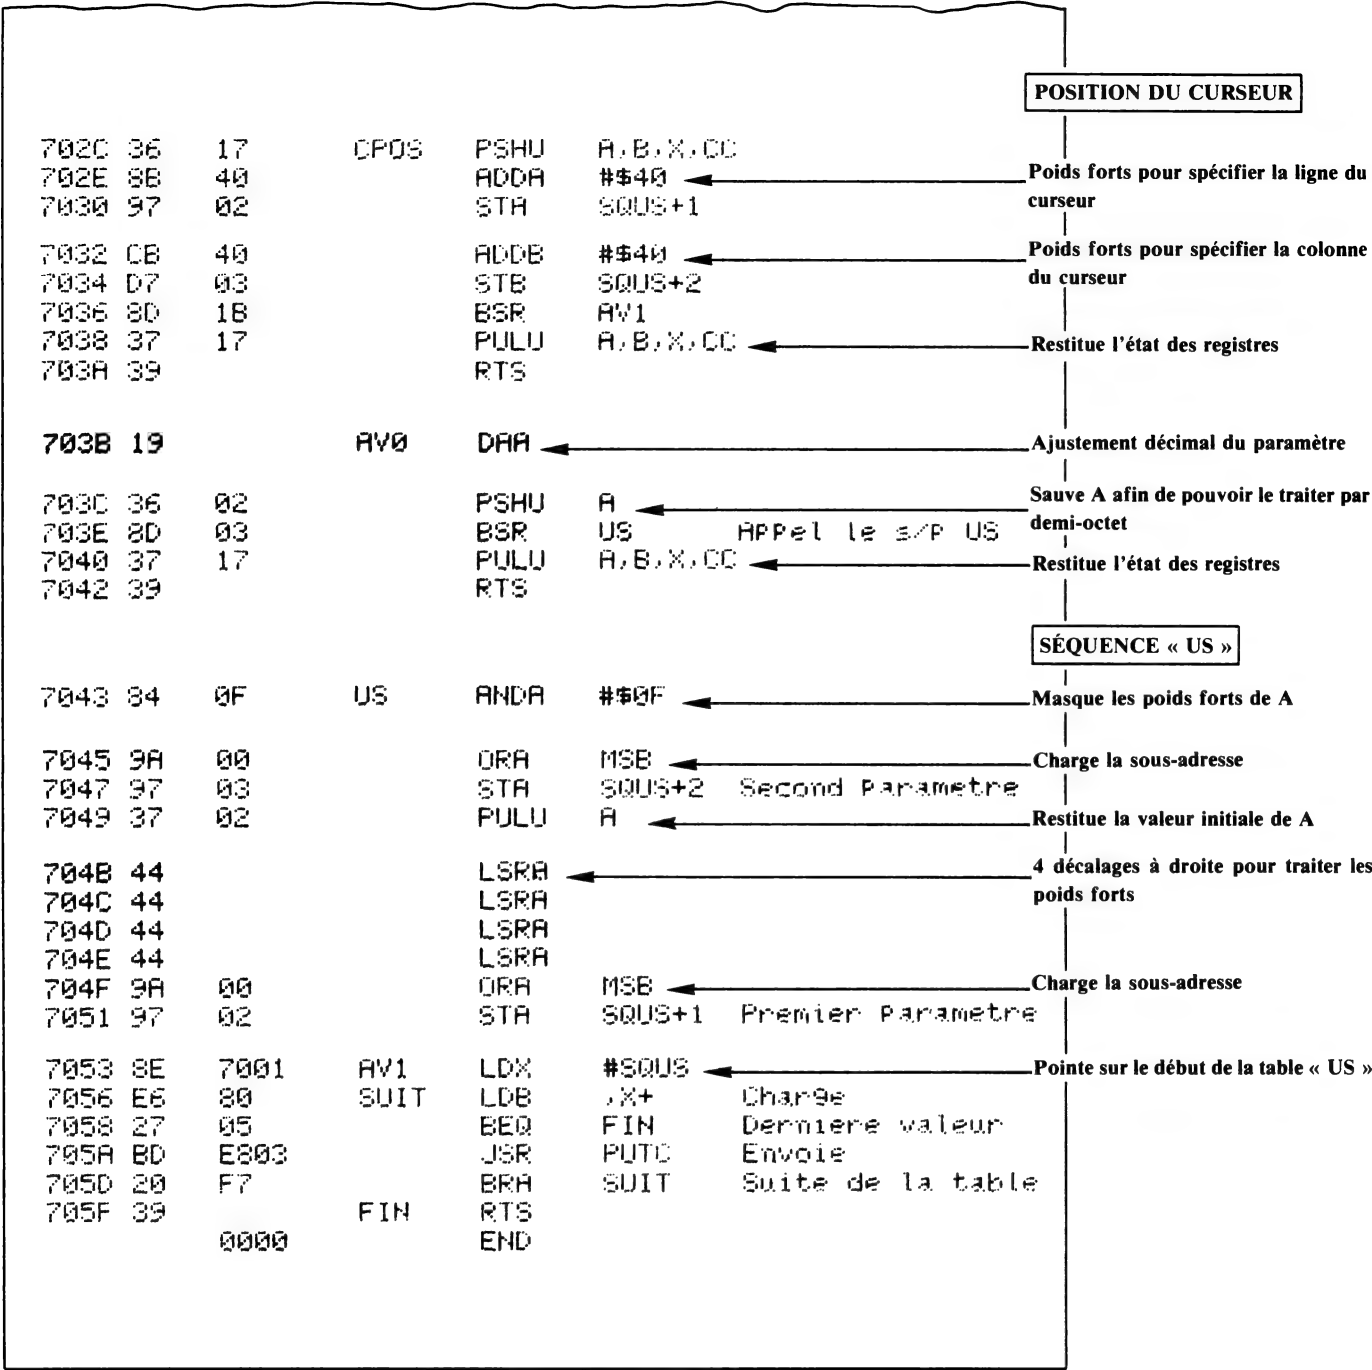 POSITION DU CURSEUR
702C 36 17 CPOS PSHU A,B,X,CC
702E 8B 40 ADDA #$40 Poids forts pour spécifier la ligne du
7030 97 02 STA SQUS+1 curseur
7032 CB 40 ADDB #$40 Poids forts pour spécifier la colonne
7034 D7 03 STB SQUS+2 du curseur
7036 8D 1B BSR AV1
7038 37 17 PULU A,B,X,CC Restitue l'état des registres
703A 39 RTS
703B 19 AV0 DAA Ajustement décimal du paramètre
703C 36 02 PSHU A Sauve A afin de pouvoir le traiter par
703E 8D 03 BSR US Appel le s/p US demi-octet
7040 37 17 PULU A,B,X,CC Restitue l'état des registres
7042 39 RTS
SÉQUENCE « US »
7043 84 0F US ANDA #$0F Masque les poids forts de A
7045 9A 00 ORA MSB Charge la sous-adresse
7047 97 03 STA SQUS+2 Second Parametre
7049 37 02 PULU A Restitue la valeur initiale de A
704B 44 LSRA 4 décalages à droite pour traiter les
704C 44 LSRA poids forts
704D 44 LSRA
704E 44 LSRA
704F 9A 00 ORA MSB Charge la sous-adresse
7051 97 02 STA SQUS+1 Premier Parametre
7053 8E 7001 AV1 LDX #SQUS Pointe sur le début de la table « US »
7056 E6 80 SUIT LDB ,X+ Charge
7058 27 05 BEQ FIN Derniere valeur
705A BD E803 JSR PUTC Envoie
705D 20 F7 BRA SUIT Suite de la table
705F 39 FIN RTS
0000 END